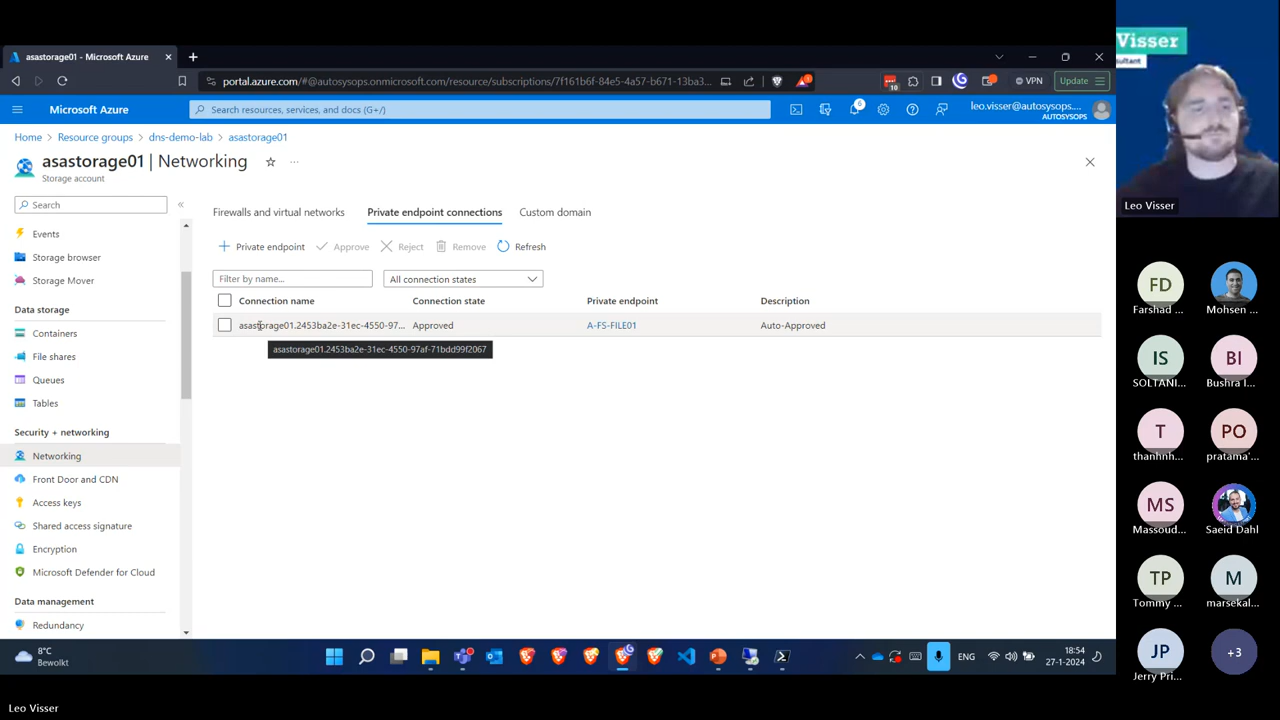 asastorage01 - Microsoft Azure
portal.azure.com/#@autosysops.onmicrosoft.com/resource/subscriptions/7f161b6f-84e5-4a57-b671-13ba3...
10
VPN
Update
Microsoft Azure
Search resources, services, and docs (G+/)
6
leo.visser@autosysops....
AUTOSYSOPS
Home > Resource groups > dns-demo-lab > asastorage01
asastorage01 | Networking
Storage account
Search
Events
Storage browser
Storage Mover
Data storage
Containers
File shares
Queues
Tables
Security + networking
Networking
Front Door and CDN
Access keys
Shared access signature
Encryption
Microsoft Defender for Cloud
Data management
Redundancy
Firewalls and virtual networks
Private endpoint connections
Custom domain
Private endpoint
Approve
Reject
Remove
Refresh
Filter by name...
All connection states
Connection name Connection state Private endpoint Description
asastorage01.2453ba2e-31ec-4550-97... Approved A-FS-FILE01 Auto-Approved
asastorage01.2453ba2e-31ec-4550-97af-71bdd99f2067
8°C
Bewolkt
ENG
18:54
27-1-2024
Visser
sultant
Leo Visser
FD
Farshad ...
Mohsen ...
IS
SOLTANI...
BI
Bushra I...
T
thanhnh...
PO
pratama'...
MS
Massoud...
Saeid Dahl
TP
Tommy ...
M
marsekal...
JP
Jerry Pri...
+3
Leo Visser